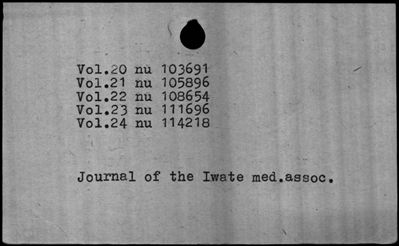 Vol.20 nu 103691
Vol.21 nu 105896
Vol.22 nu 108654
Vol.23 nu 111696
Vol.24 nu 114218
Journal of the Iwate med.assoc.